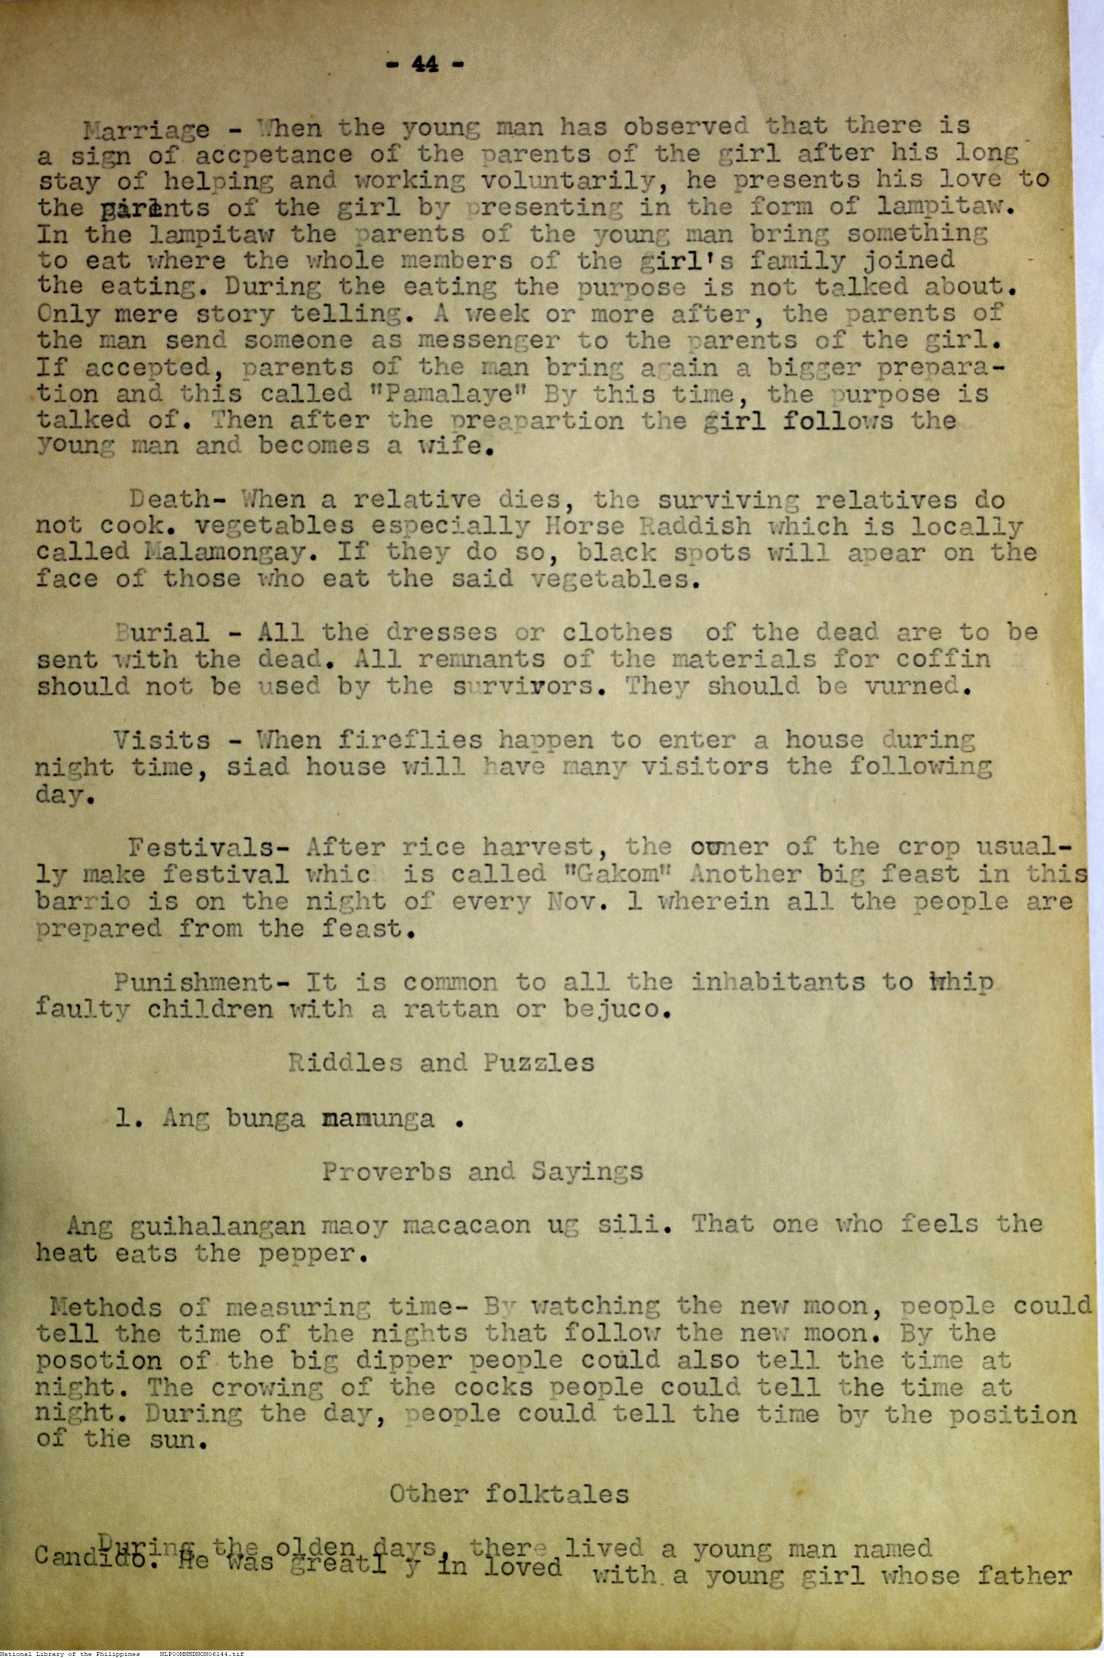 - 44 -
Marriage - When the young man has observed that there is
a sign of accpetance of the parents of the girl after his long
stay of helping and working voluntarily, he presents his love to
the parents of the girl by presenting in the form of lampitaw.
In the lampitaw the parents of the young man bring something
to eat where the whole members of the girl's family joined
the eating. During the eating the purpose is not talked about.
Only mere story telling. A week or more after, the parents of
the man send someone as messenger to the parents of the girl.
If accepted, parents of the man bring again a bigger prepara-
tion and this called "Pamalaye" By this time, the purpose is
talked of. Then after the preapartion the girl follows the
young man and becomes a wife.
Death- When a relative dies, the surviving relatives do
not cook. vegetables especially Horse Raddish which is locally
called Malamongay. If they do so, black spots will apear on the
face of those who eat the said vegetables.
Burial - All the dresses or clothes of the dead are to be
sent with the dead. All remnants of the materials for coffin
should not be used by the survivors. They should be vurned.
Visits - When fireflies happen to enter a house during
night time, siad house will have many visitors the following
day.
Festivals- After rice harvest, the owner of the crop usual-
ly make festival whic is called "Gakom" Another big feast in this
barrio is on the night of every Nov. 1 wherein all the people are
prepared from the feast.
Punishment- It is common to all the inhabitants to whip
faulty children with a rattan or bejuco.
Riddles and Puzzles
1. Ang bunga mamunga .
Proverbs and Sayings
Ang guihalangan maoy macacaon ug sili. That one who feels the
heat eats the pepper.
Methods of measuring time- By watching the new moon, people could
tell the time of the nights that follow the new moon. By the
posotion of the big dipper people could also tell the time at
night. The crowing of the cocks people could tell the time at
night. During the day, people could tell the time by the position
of the sun.
Other folktales
During the olden days, there lived a young man named
Candido. He was greatl y in loved with a young girl whose father
National Library of the Philippines